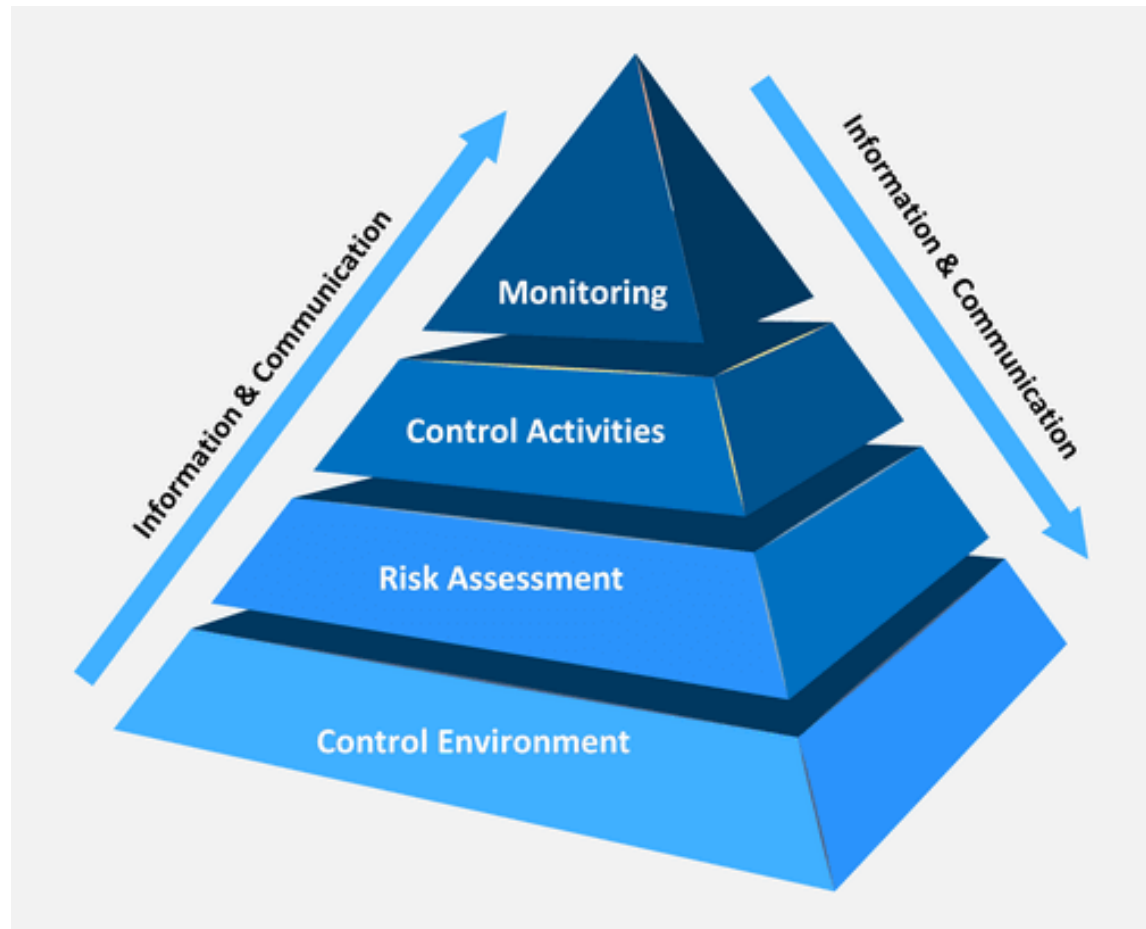 Information & Communication
Information & Communication
Monitoring
Control Activities
Risk Assessment
Control Environment